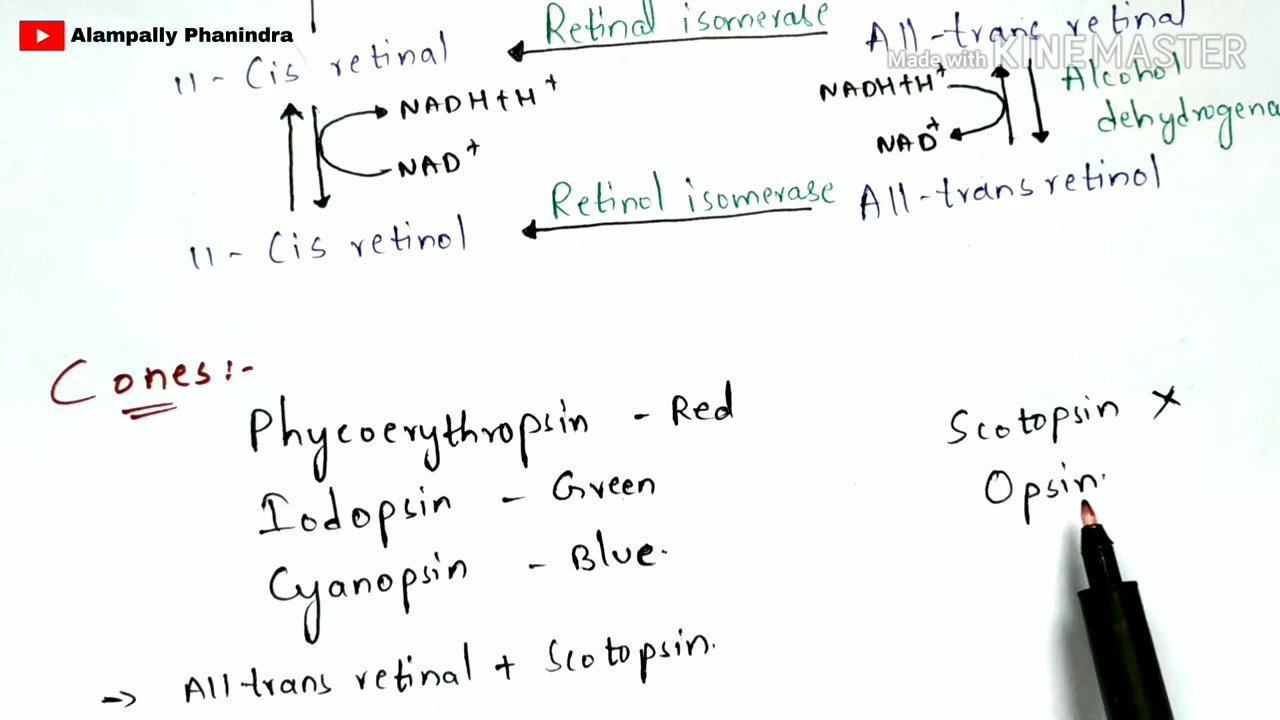 Alampally Phanindra
Retinal isomerase
All-trans retinal
Made with KINEMASTER
11 - Cis retinal
NADH+H+
NADH+H+
Alcohol
dehydrogena
NAD+
NAD+
Retinol isomerase
All-trans retinol
11 - Cis retinol
Cones:-
Phycoerythropsin - Red
Scotopsin ×
Iodopsin - Green
Opsin.
Cyanopsin - Blue.
→ All-trans retinal + Scotopsin.